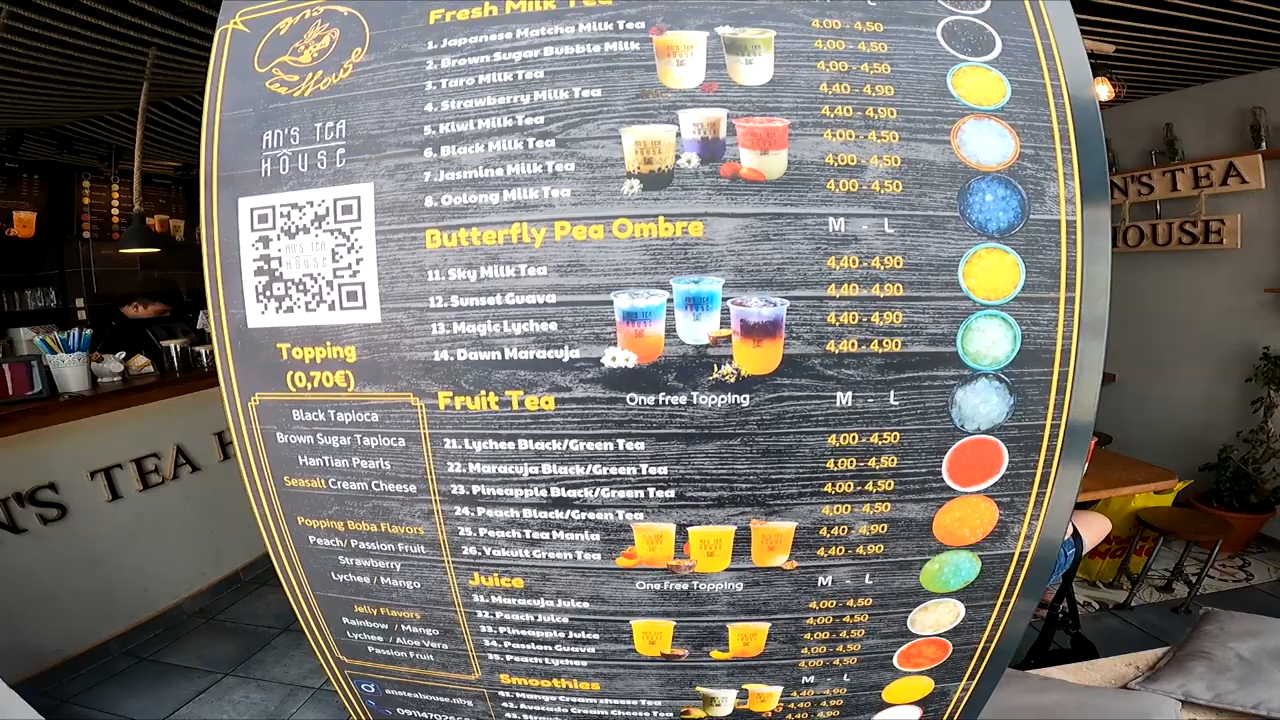 An's
Tea House
AN'S TEA
HOUSE
AN'S TEA
HOUSE
Topping
(0,70€)
Black Tapioca
Brown Sugar Tapioca
HanTian Pearls
Seasalt Cream Cheese
Popping Boba Flavors
Peach/ Passion Fruit
Strawberry
Lychee / Mango
Jelly Flavors
Rainbow / Mango
Lychee / Aloe Vera
Passion Fruit
ansteahouse.nbg
Fresh Milk Tea M - L
1. Japanese Matcha Milk Tea 4,00 - 4,50
2. Brown Sugar Bubble Milk 4,00 - 4,50
3. Taro Milk Tea 4,00 - 4,50
4. Strawberry Milk Tea 4,40 - 4,90
5. Kiwi Milk Tea 4,40 - 4,90
6. Black Milk Tea 4,00 - 4,50
7. Jasmine Milk Tea 4,00 - 4,50
8. Oolong Milk Tea 4,00 - 4,50
Butterfly Pea Ombre M - L
11. Sky Milk Tea 4,40 - 4,90
12. Sunset Guava 4,40 - 4,90
13. Magic Lychee 4,40 - 4,90
14. Dawn Maracuja 4,40 - 4,90
Fruit Tea One Free Topping M - L
21. Lychee Black/Green Tea 4,00 - 4,50
22. Maracuja Black/Green Tea 4,00 - 4,50
23. Pineapple Black/Green Tea 4,00 - 4,50
24. Peach Black/Green Tea 4,00 - 4,50
25. Peach Tea Mania 4,40 - 4,90
26. Yakult Green Tea 4,40 - 4,90
Juice One Free Topping M - L
31. Maracuja Juice 4,00 - 4,50
32. Peach Juice 4,00 - 4,50
33. Pineapple Juice 4,00 - 4,50
34. Passion Guava 4,00 - 4,50
35. Peach Lychee 4,00 - 4,50
Smoothies M - L
41. Mango Cream cheese Tea 4,40 - 4,90
42. Avocado Cream Cheese Tea 4,40 - 4,90
N'S TEA
HOUSE
N'S TEA H